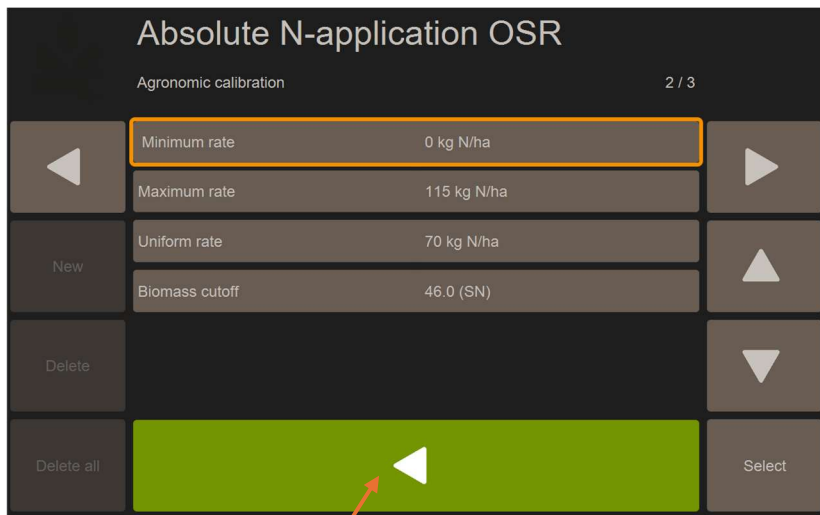 Absolute N-application OSR
Agronomic calibration 2 / 3
Minimum rate 0 kg N/ha
Maximum rate 115 kg N/ha
Uniform rate 70 kg N/ha
New
Biomass cutoff 46.0 (SN)
Delete
Delete all
Select